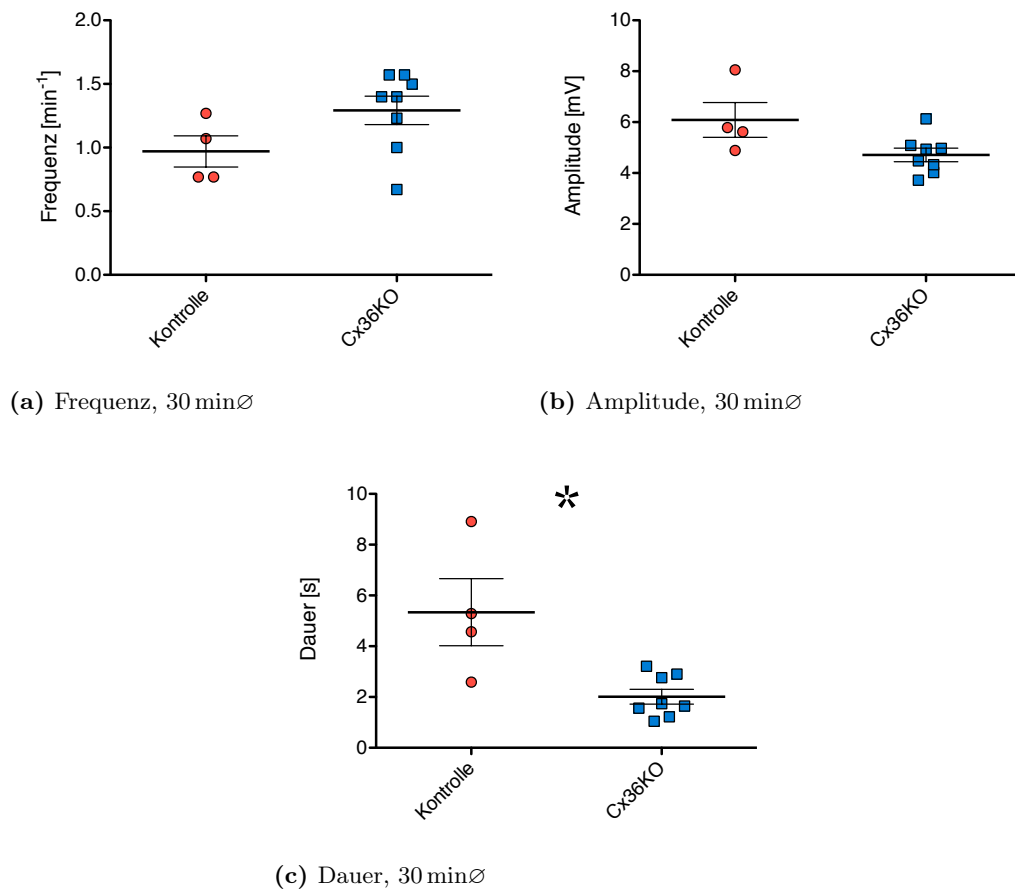 2.0
1.5
1.0
0.5
0.0
Frequenz [min⁻¹]
Kontrolle
Cx36KO
(a) Frequenz, 30 min∅
10
8
6
4
2
0
Amplitude [mV]
Kontrolle
Cx36KO
(b) Amplitude, 30 min∅
10
8
6
4
2
0
Dauer [s]
*
Kontrolle
Cx36KO
(c) Dauer, 30 min∅